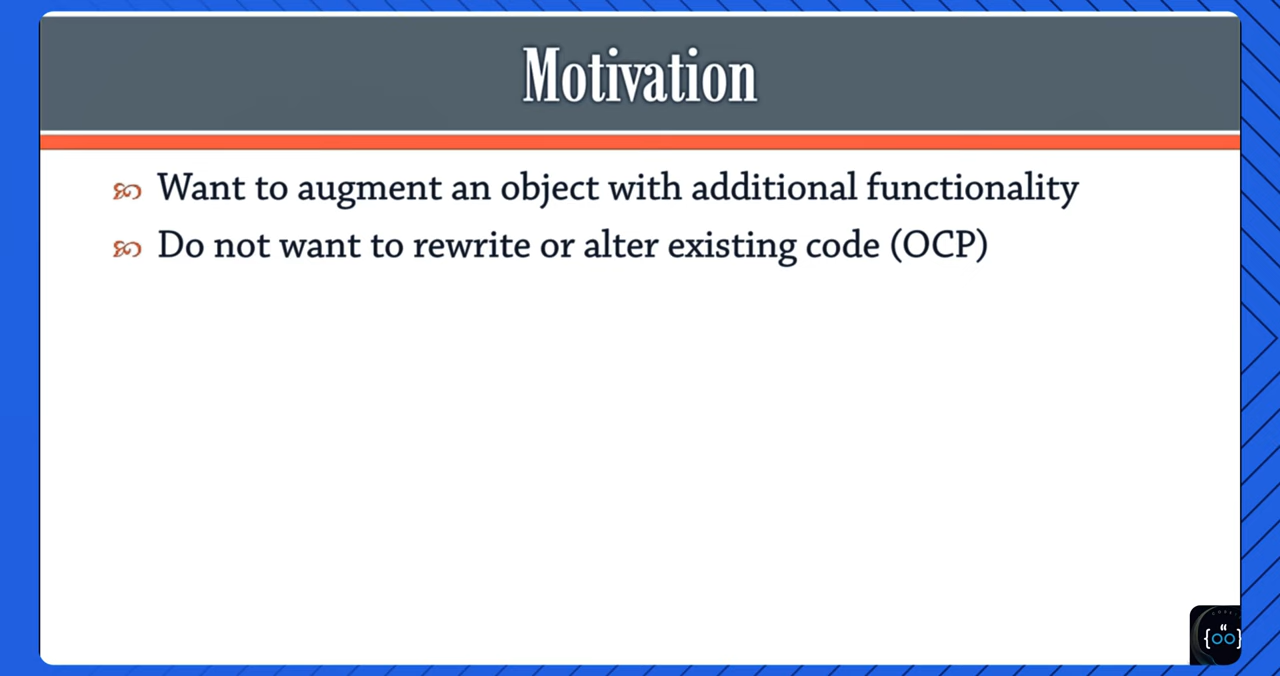 Motivation
Want to augment an object with additional functionality
Do not want to rewrite or alter existing code (OCP)